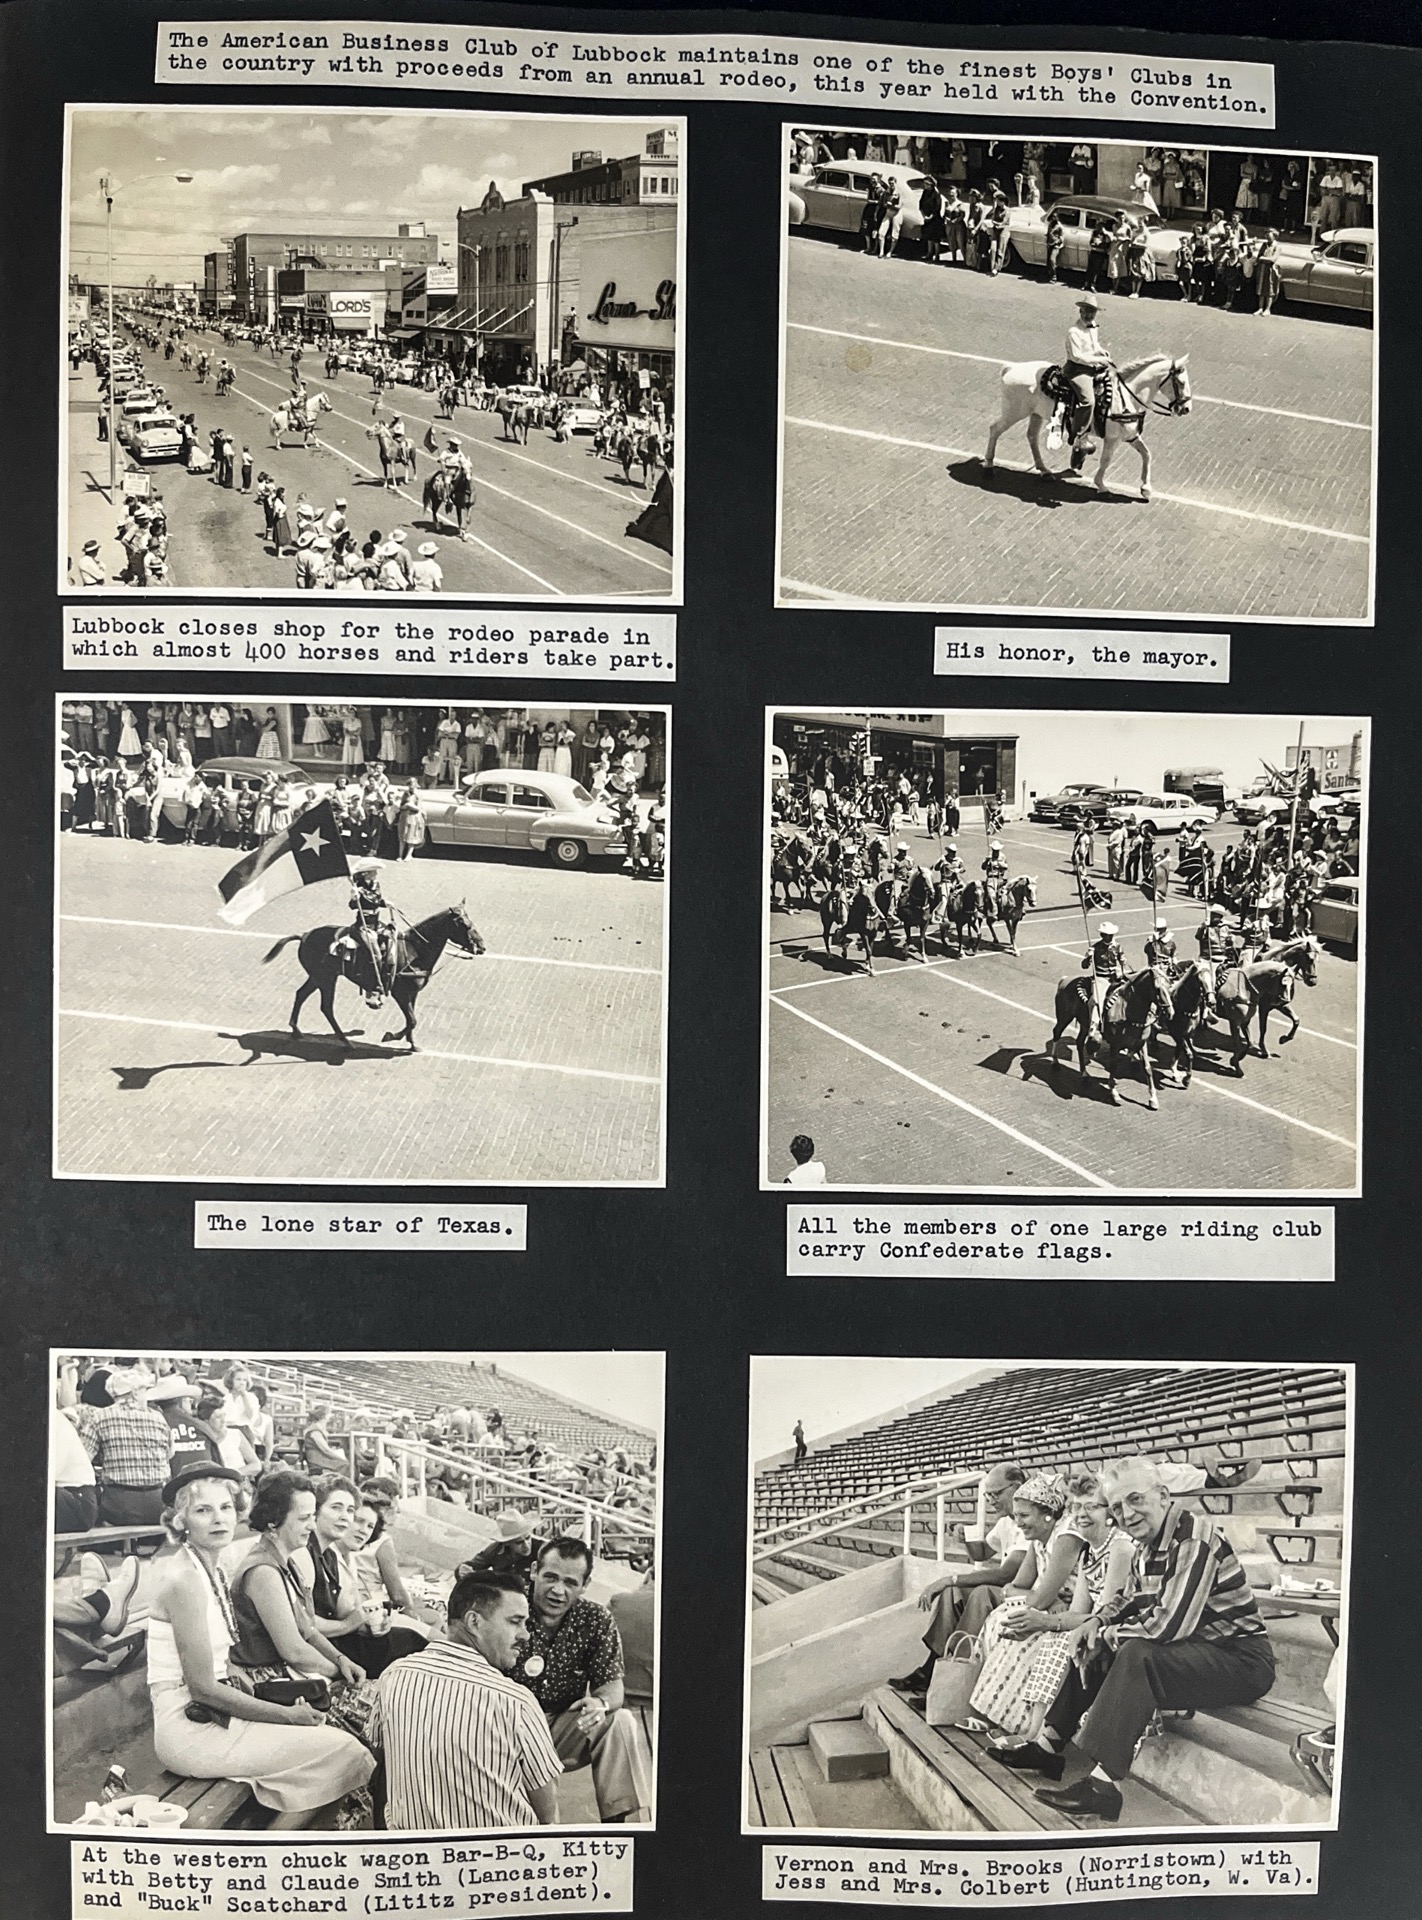 The American Business Club of Lubbock maintains one of the finest Boys' Clubs in
the country with proceeds from an annual rodeo, this year held with the Convention.
LORD'S
Lubbock closes shop for the rodeo parade in
which almost 400 horses and riders take part.
His honor, the mayor.
The lone star of Texas.
Santa
All the members of one large riding club
carry Confederate flags.
ABC
At the western chuck wagon Bar-B-Q, Kitty
with Betty and Claude Smith (Lancaster)
and "Buck" Scatchard (Lititz president).
Vernon and Mrs. Brooks (Norristown) with
Jess and Mrs. Colbert (Huntington, W. Va).